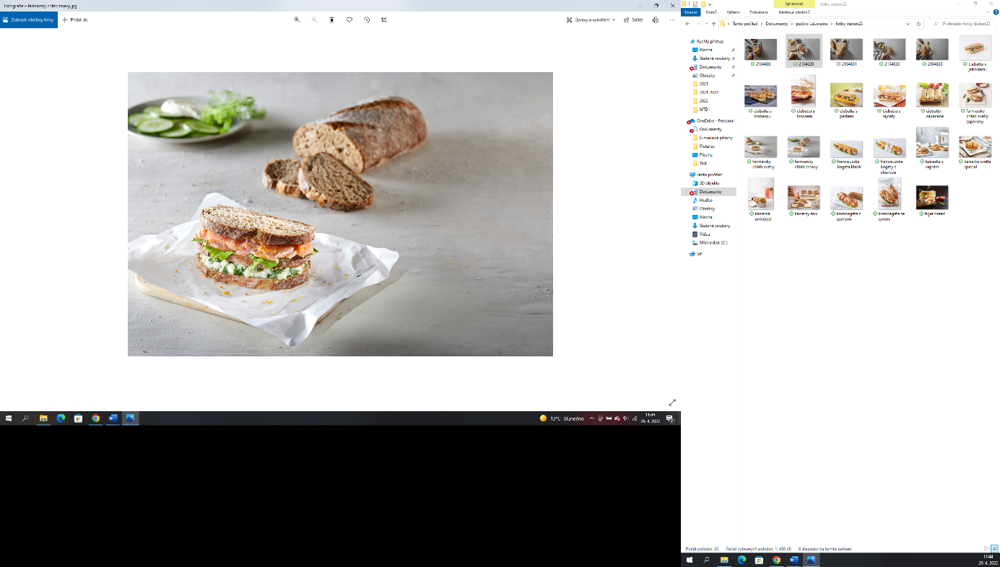 Fotografie – farmarsky chleb tmavy.jpg
Zobrazit všechny fotky
Přidat do
Úpravy a vytváření
Sdílet
13°C Slunečno
11:44
29. 4. 2022
2
Spravovat
fotky duben22
Soubor
Domů
Sdílení
Zobrazení
Nástroje obrázků
Tento počítač > Dokumenty > pečivo LaLoraine > fotky duben22
Prohledat: fotky duben22
Rychlý přístup
Plocha
Stažené soubory
Dokumenty
Obrázky
2021
2021_2022
2022
NTD1
OneDrive - Personal
Dokumenty
E-mailové přílohy
Pictures
Plocha
Test
Tento počítač
3D objekty
Dokumenty
Hudba
Obrázky
Plocha
Stažené soubory
Videa
Místní disk (C:)
Síť
2104603
2104629
2104631
2104633
2104635
ciabatta s jahodami
ciabatta s klobasou
ciabatta s lososem
ciabatta s pestem
ciabatta s rajcaty
ciabatty zapecene
farmarsky chleb svetly zapeceny
farmarsky chleb svetly
farmarsky chleb tmavy
francouzska bageta klasik
francouzska bagety s okurkou
kaiserka s vejcem
kaiserka svetla special
kaiserka univerzal
kaiserky mix
kornbageta s uzenym
kornbageta se syrem
tiger bread
Počet položek: 23
Počet vybraných položek: 1; 430 kB
K dispozici na tomto zařízení
11:44
29. 4. 2022